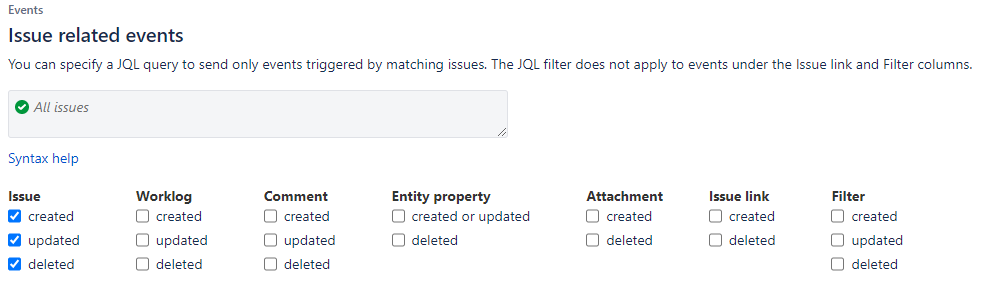 Events
Issue related events
You can specify a JQL query to send only events triggered by matching issues. The JQL filter does not apply to events under the Issue link and Filter columns.
All issues
Syntax help
Issue Worklog Comment Entity property Attachment Issue link Filter
created created created created or updated created created created
updated updated updated deleted deleted deleted updated
deleted deleted deleted deleted